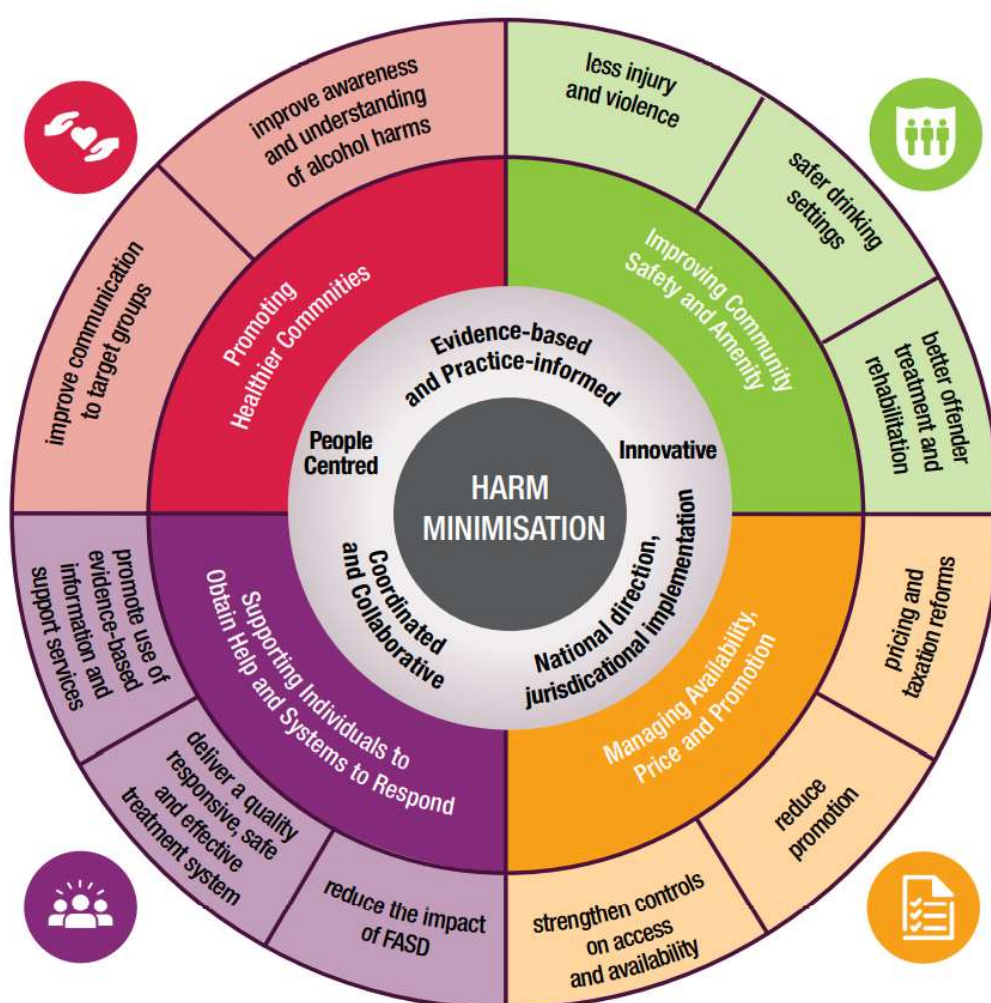 improve awareness
and understanding
of alcohol harms
less injury
and violence
safer drinking
settings
better offender
treatment and
rehabilitation
improve communication
to target groups
Promoting
Healthier Commnities
Improving Community
Safety and Amenity
Evidence-based
and Practice-informed
People
Centred
Innovative
HARM
MINIMISATION
Coordinated
and Collaborative
National direction,
jurisdicational implementation
Supporting Individuals to
Obtain Help and Systems to Respond
Managing Availability,
Price and Promotion
promote use of
evidence-based
information and
support services
deliver a quality
responsive, safe
and effective
treatment system
reduce the impact
of FASD
strengthen controls
on access
and availability
reduce
promotion
pricing and
taxation reforms